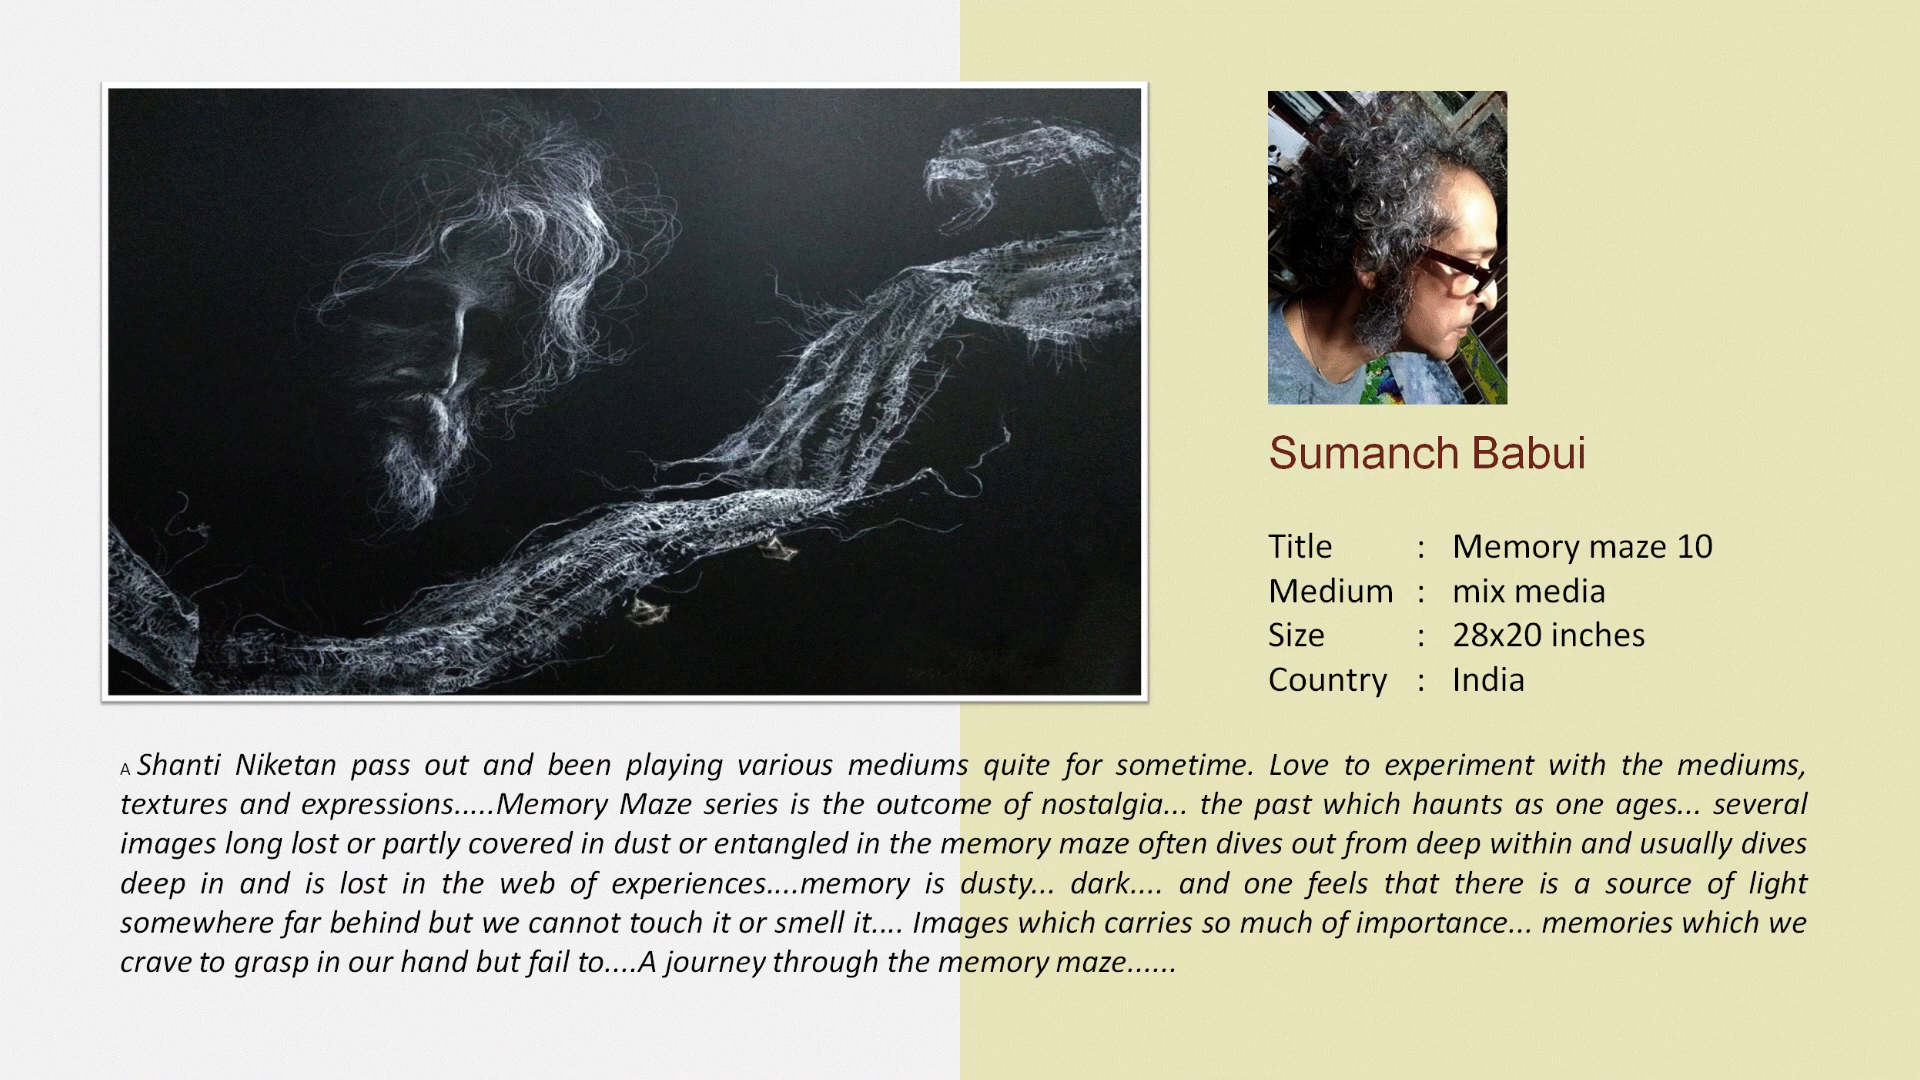 Sumanch Babui
Title : Memory maze 10
Medium : mix media
Size : 28x20 inches
Country : India
A Shanti Niketan pass out and been playing various mediums quite for sometime. Love to experiment with the mediums,
textures and expressions.....Memory Maze series is the outcome of nostalgia... the past which haunts as one ages... several
images long lost or partly covered in dust or entangled in the memory maze often dives out from deep within and usually dives
deep in and is lost in the web of experiences....memory is dusty... dark.... and one feels that there is a source of light
somewhere far behind but we cannot touch it or smell it.... Images which carries so much of importance... memories which we
crave to grasp in our hand but fail to....A journey through the memory maze......